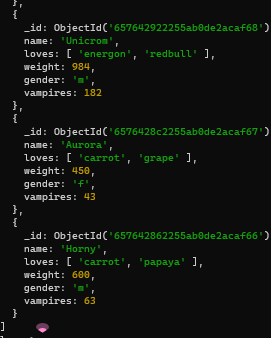 },
{
_id: ObjectId('657642922255ab0de2acaf68')
name: 'Unicrom',
loves: [ 'energon', 'redbull' ],
weight: 984,
gender: 'm',
vampires: 182
},
{
_id: ObjectId('6576428c2255ab0de2acaf67')
name: 'Aurora',
loves: [ 'carrot', 'grape' ],
weight: 450,
gender: 'f',
vampires: 43
},
{
_id: ObjectId('657642862255ab0de2acaf66')
name: 'Horny',
loves: [ 'carrot', 'papaya' ],
weight: 600,
gender: 'm',
vampires: 63
}
]